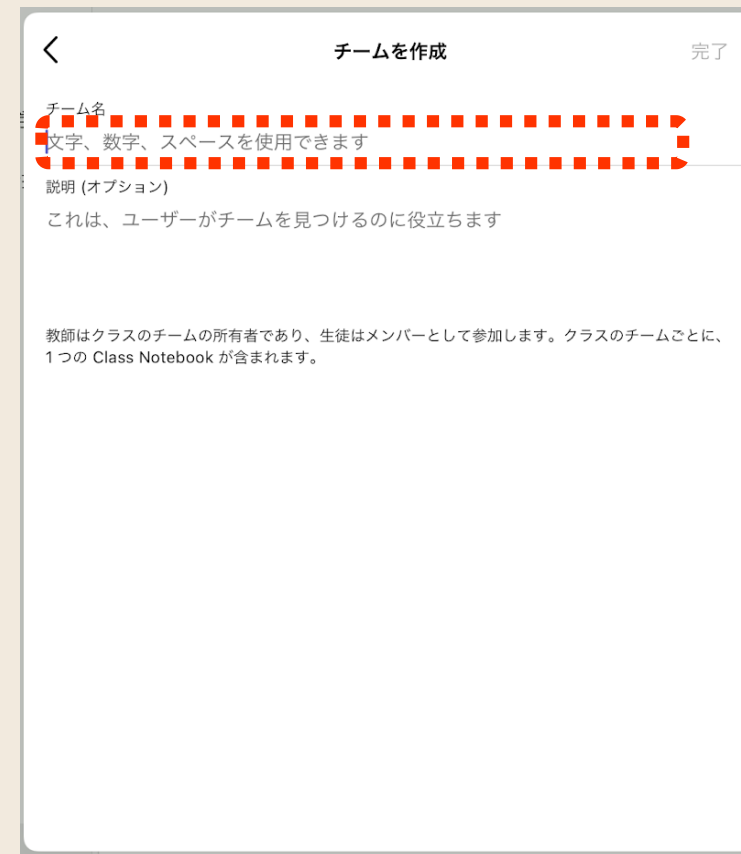 チームを作成
完了
チーム名
文字、数字、スペースを使用できます
説明 (オプション)
これは、ユーザーがチームを見つけるのに役立ちます
教師はクラスのチームの所有者であり、生徒はメンバーとして参加します。クラスのチームごとに、
1 つの Class Notebook が含まれます。